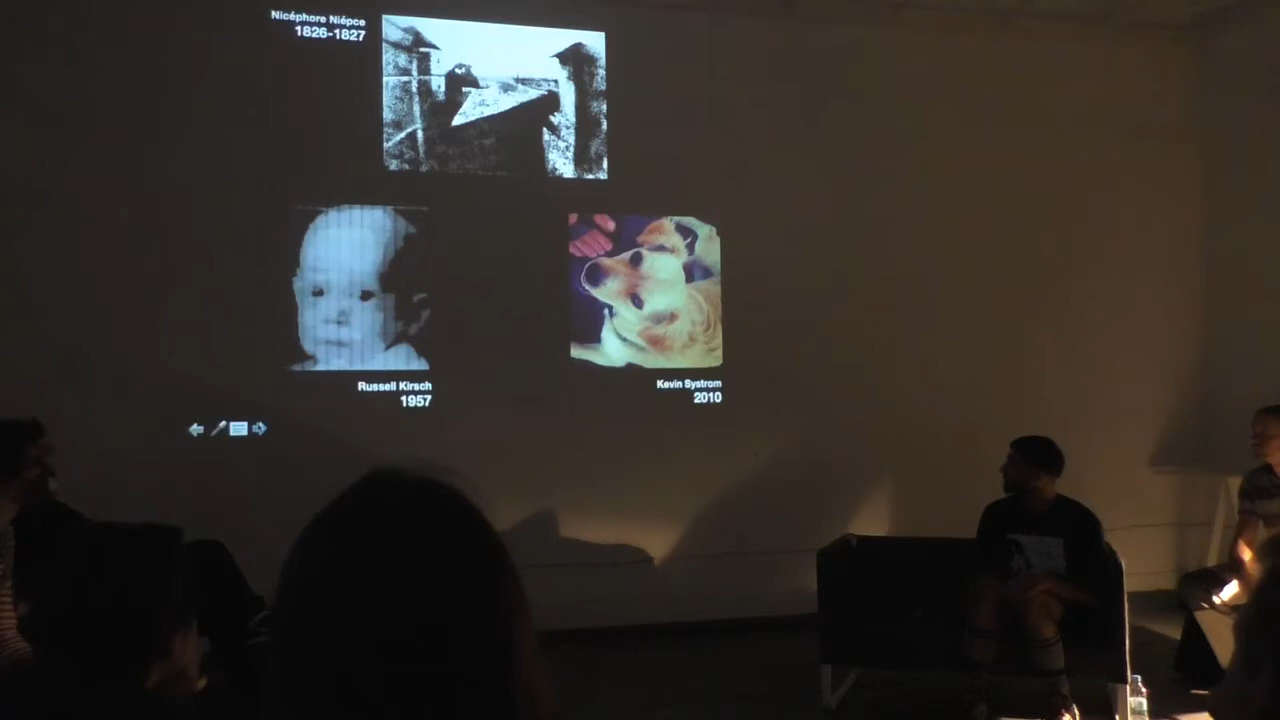 Nicéphore Niépce
1826-1827
Russell Kirsch
1957
Kevin Systrom
2010